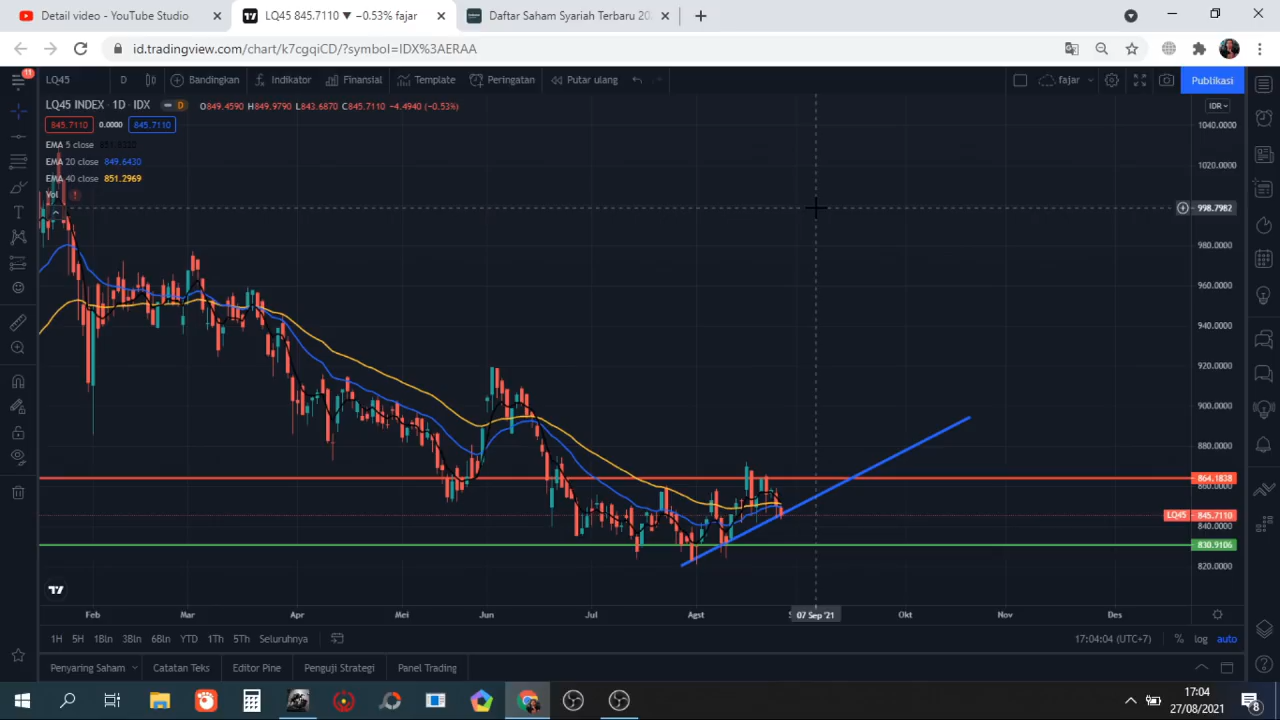 Detail video - YouTube Studio
LQ45 845.7110 ▼ −0.53% fajar
Daftar Saham Syariah Terbaru 202
id.tradingview.com/chart/k7cgqiCD/?symbol=IDX%3AERAA
11
LQ45
D
Bandingkan
Indikator
Finansial
Template
Peringatan
Putar ulang
fajar
Publikasi
LQ45 INDEX · 1D · IDX
D
O849.4590 H849.9790 L843.6870 C845.7110 −4.4940 (−0.53%)
IDR
845.7110
0.0000
845.7110
EMA 5 close
EMA 20 close 849.6430
EMA 40 close 851.2969
Vol
1040.0000
1020.0000
998.7982
980.0000
960.0000
940.0000
920.0000
900.0000
880.0000
864.1838
860.0000
LQ45 845.7110
840.0000
830.9106
820.0000
Feb
Mar
Apr
Mei
Jun
Jul
Agst
07 Sep '21
Okt
Nov
Des
1H
5H
1Bln
3Bln
6Bln
YTD
1Th
5Th
Seluruhnya
17:04:04 (UTC+7)
%
log
auto
Penyaring Saham
Catatan Teks
Editor Pine
Penguji Strategi
Panel Trading
17:04
27/08/2021
8